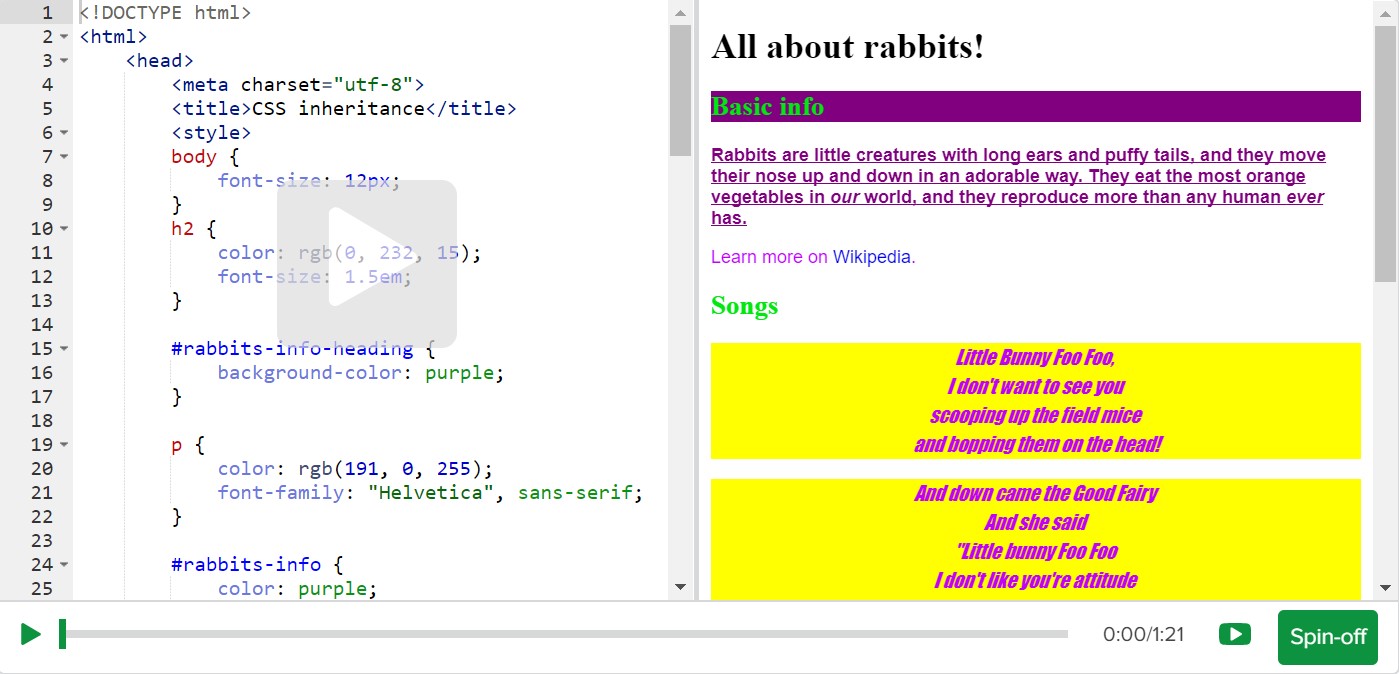 1 <!DOCTYPE html>
2 <html>
3 <head>
4 <meta charset="utf-8">
5 <title>CSS inheritance</title>
6 <style>
7 body {
8 font-size: 12px;
9 }
10 h2 {
11 color: rgb(0, 232, 15);
12 font-size: 1.5em;
13 }
14
15 #rabbits-info-heading {
16 background-color: purple;
17 }
18
19 p {
20 color: rgb(191, 0, 255);
21 font-family: "Helvetica", sans-serif;
22 }
23
24 #rabbits-info {
25 color: purple;
All about rabbits!
Basic info
Rabbits are little creatures with long ears and puffy tails, and they move
their nose up and down in an adorable way. They eat the most orange
vegetables in our world, and they reproduce more than any human ever
has.
Learn more on Wikipedia.
Songs
Little Bunny Foo Foo,
I don't want to see you
scooping up the field mice
and bopping them on the head!
And down came the Good Fairy
And she said
"Little bunny Foo Foo
I don't like you're attitude
0:00/1:21
Spin-off